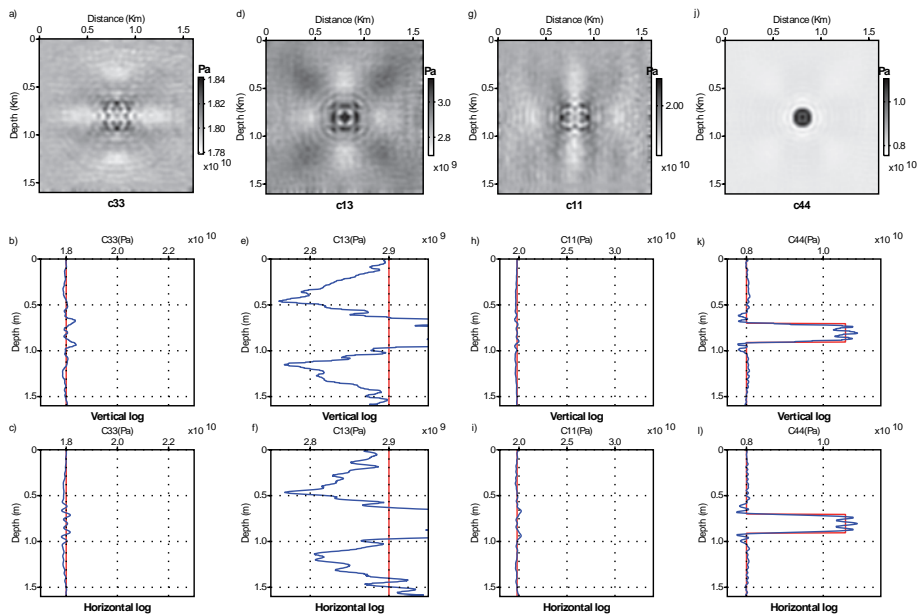 a)
Distance (Km)
0 0.5 1.0 1.5
0
0.5
1.0
1.5
Depth (Km)
Pa
1.84
1.82
1.80
1.78
x10 10
c33
d)
Distance (Km)
0 0.5 1.0 1.5
0
0.5
1.0
1.5
Depth (Km)
Pa
3.0
2.8
x10 9
c13
g)
Distance (Km)
0 0.5 1.0 1.5
0
0.5
1.0
1.5
Depth (Km)
Pa
2.00
x10 10
c11
j)
Distance (Km)
0 0.5 1.0 1.5
0
0.5
1.0
1.5
Depth (Km)
Pa
1.0
0.8
x10 10
c44
b)
C33(Pa)
x10 10
1.8 2.0 2.2
0
0.5
1.0
1.5
Depth (m)
Vertical log
e)
C13(Pa)
x10 9
2.8 2.9
0
0.5
1.0
1.5
Depth (m)
Vertical log
h)
C11(Pa)
x10 10
2.0 2.5 3.0
0
0.5
1.0
1.5
Depth (m)
Vertical log
k)
C44(Pa)
x10 10
0.8 1.0
0
0.5
1.0
1.5
Depth (m)
Vertical log
c)
C33(Pa)
x10 10
1.8 2.0 2.2
0
0.5
1.0
1.5
Depth (m)
Horizontal log
f)
C13(Pa)
x10 9
2.8 2.9
0
0.5
1.0
1.5
Depth (m)
Horizontal log
i)
C11(Pa)
x10 10
2.0 2.5 3.0
0
0.5
1.0
1.5
Depth (m)
Horizontal log
l)
C44(Pa)
x10 10
0.8 1.0
0
0.5
1.0
1.5
Depth (m)
Horizontal log